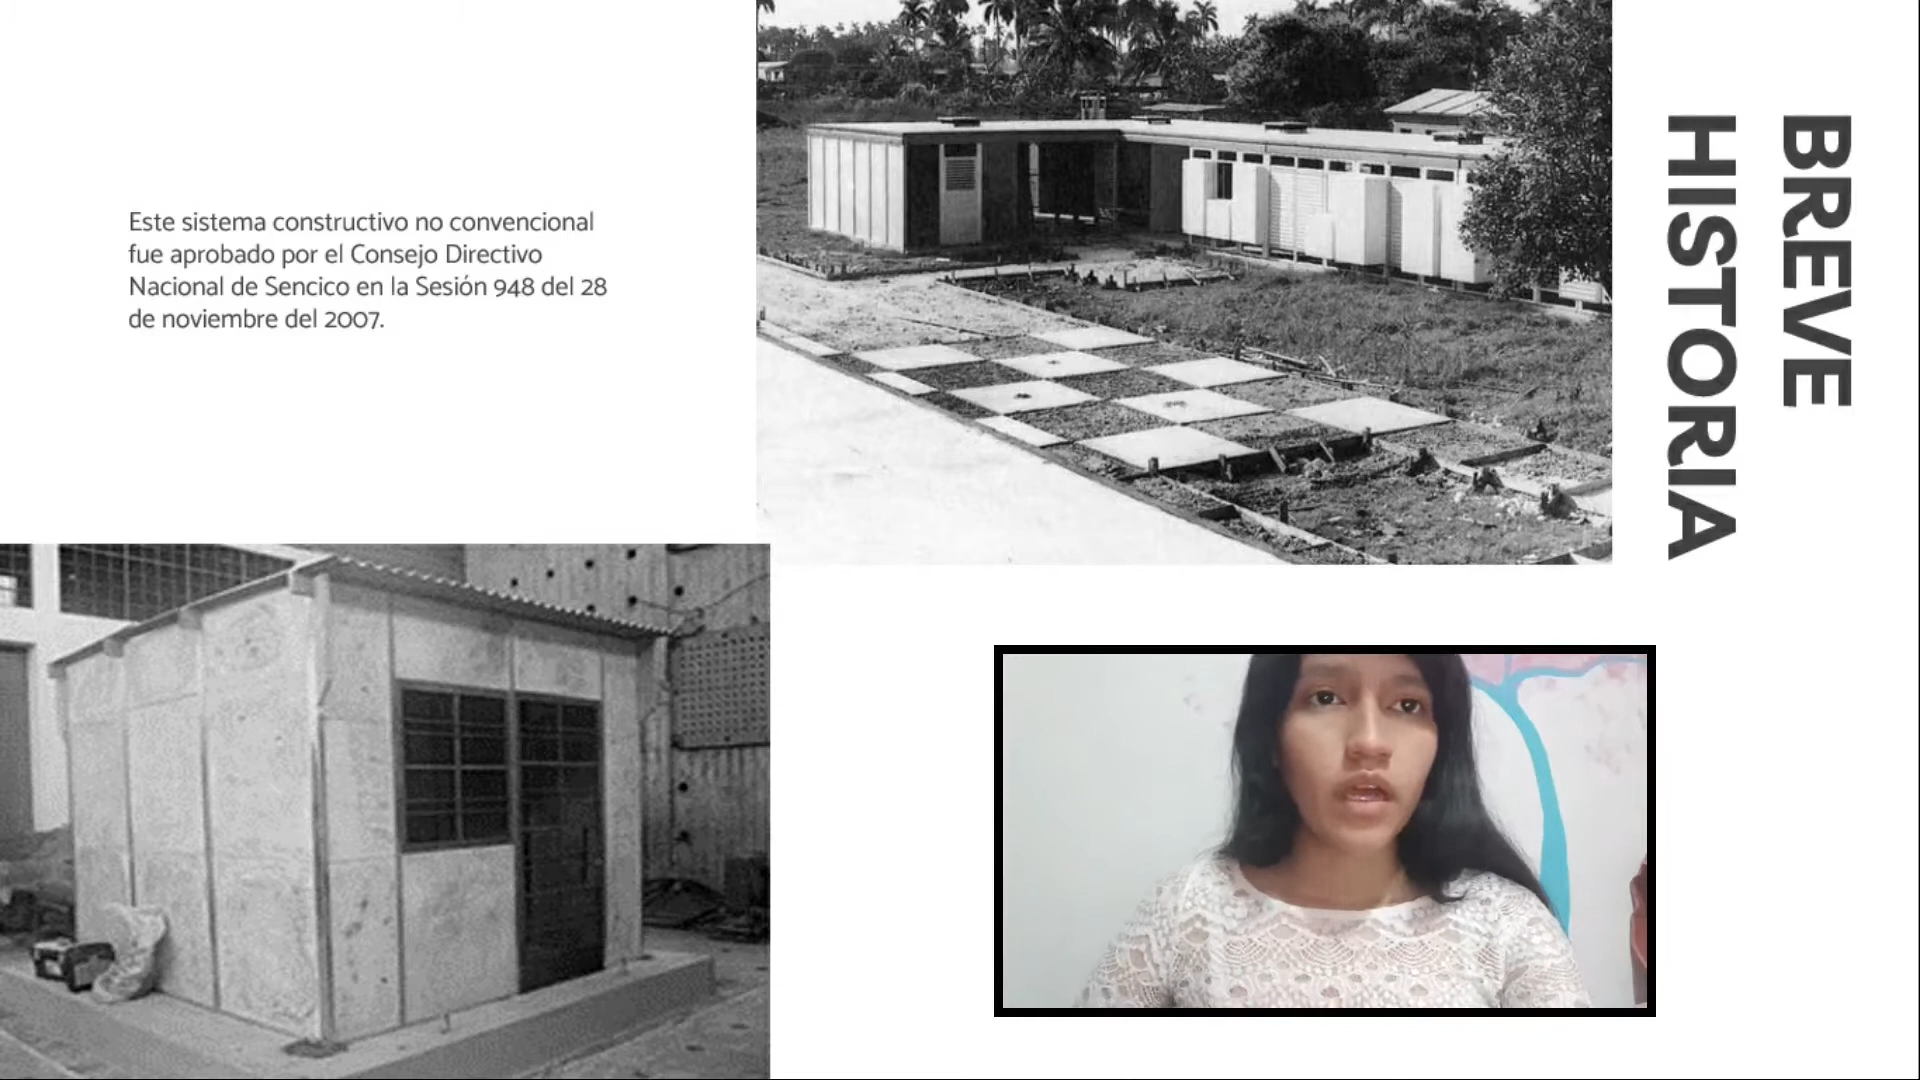 BREVE
HISTORIA
Este sistema constructivo no convencional
fue aprobado por el Consejo Directivo
Nacional de Sencico en la Sesión 948 del 28
de noviembre del 2007.